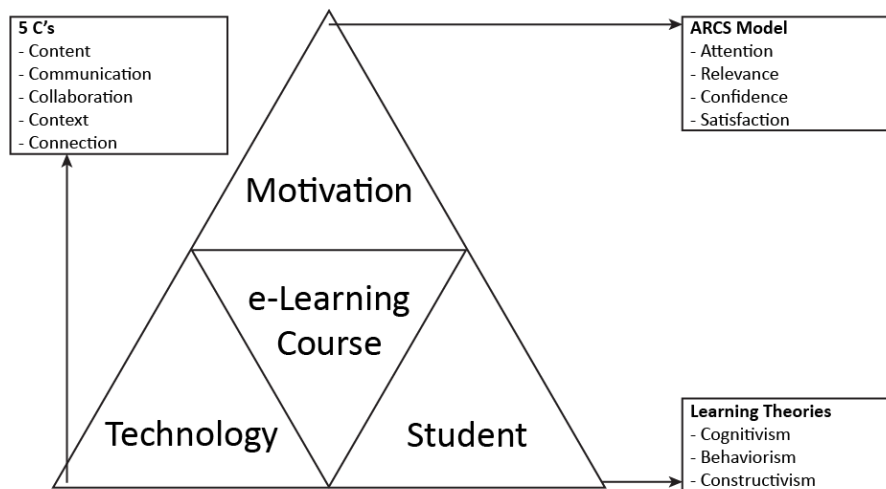 5 C's
- Content
- Communication
- Collaboration
- Context
- Connection
ARCS Model
- Attention
- Relevance
- Confidence
- Satisfaction
Motivation
e-Learning
Course
Technology
Student
Learning Theories
- Cognitivism
- Behaviorism
- Constructivism